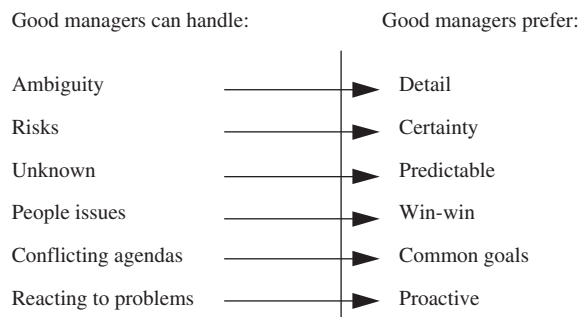 Good managers can handle: Good managers prefer:
Ambiguity Detail
Risks Certainty
Unknown Predictable
People issues Win-win
Conflicting agendas Common goals
Reacting to problems Proactive